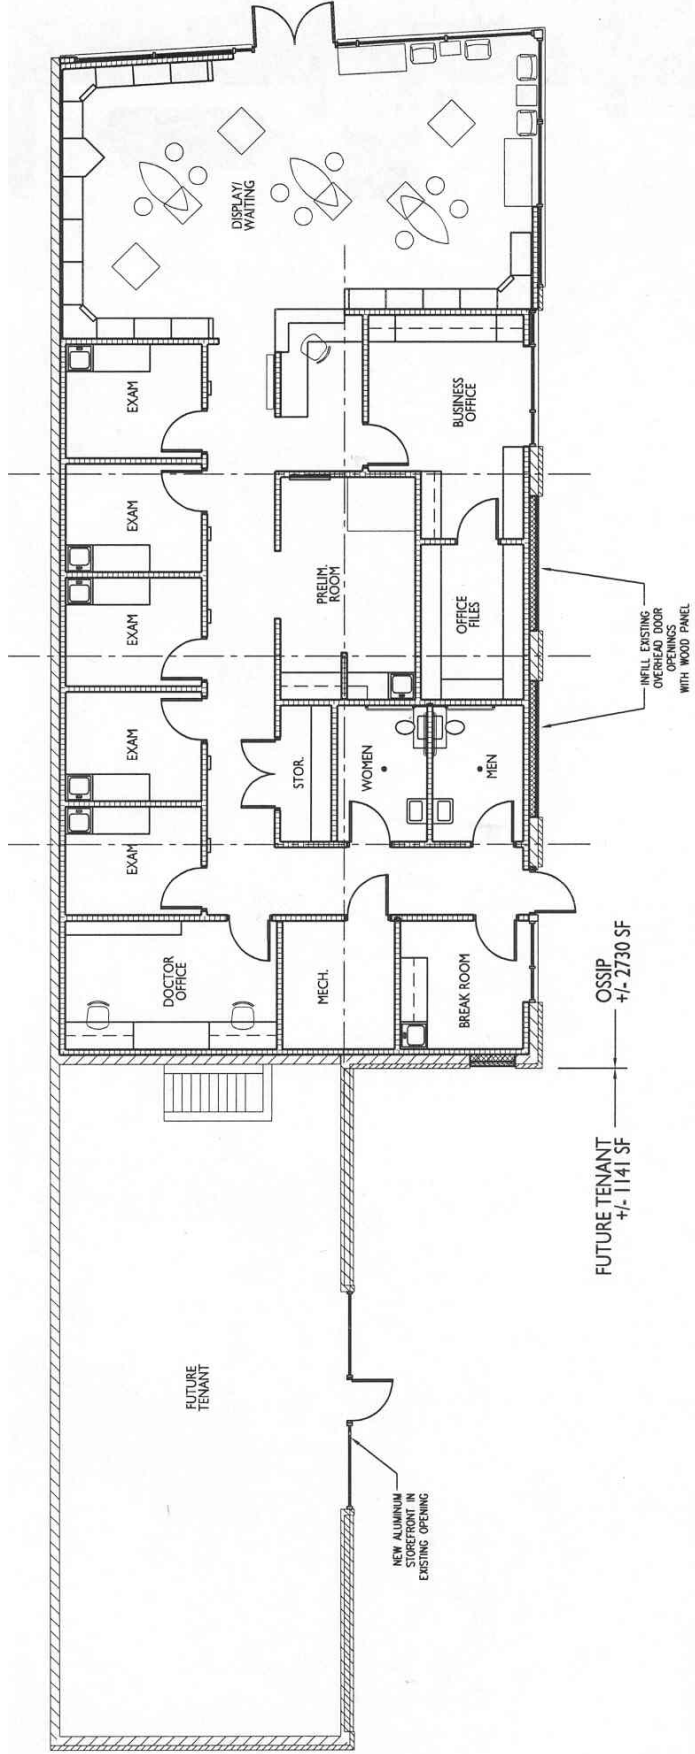 DISPLAY/
WAITING
EXAM
BUSINESS
OFFICE
EXAM
PRELIM.
ROOM
EXAM
OFFICE
FILES
INFILL EXISTING
OVERHEAD DOOR
OPENINGS
WITH WOOD PANEL
EXAM
STOR.
WOMEN
MEN
EXAM
DOCTOR
OFFICE
MECH.
BREAK ROOM
OSSIP
+/- 2730 SF
FUTURE TENANT
+/- 1141 SF
FUTURE
TENANT
NEW ALUMINUM
STOREFRONT IN
EXISTING OPENING